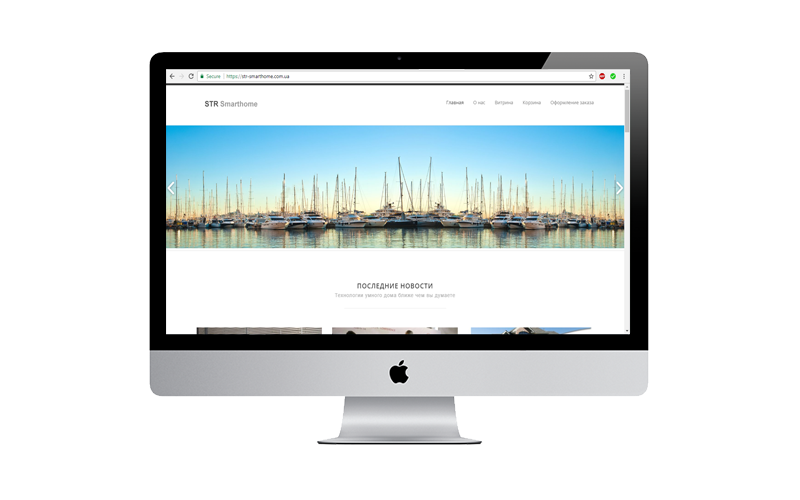 Secure | https://str-smarthome.com.ua
STR Smarthome
Главная О нас Витрина Корзина Оформление заказа
ПОСЛЕДНИЕ НОВОСТИ
Технологии умного дома ближе чем вы думаете